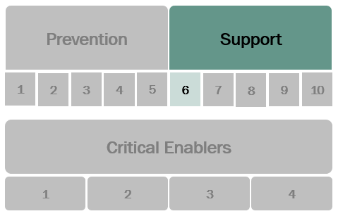 Prevention Support
1 2 3 4 5 6 7 8 9 10
Critical Enablers
1 2 3 4